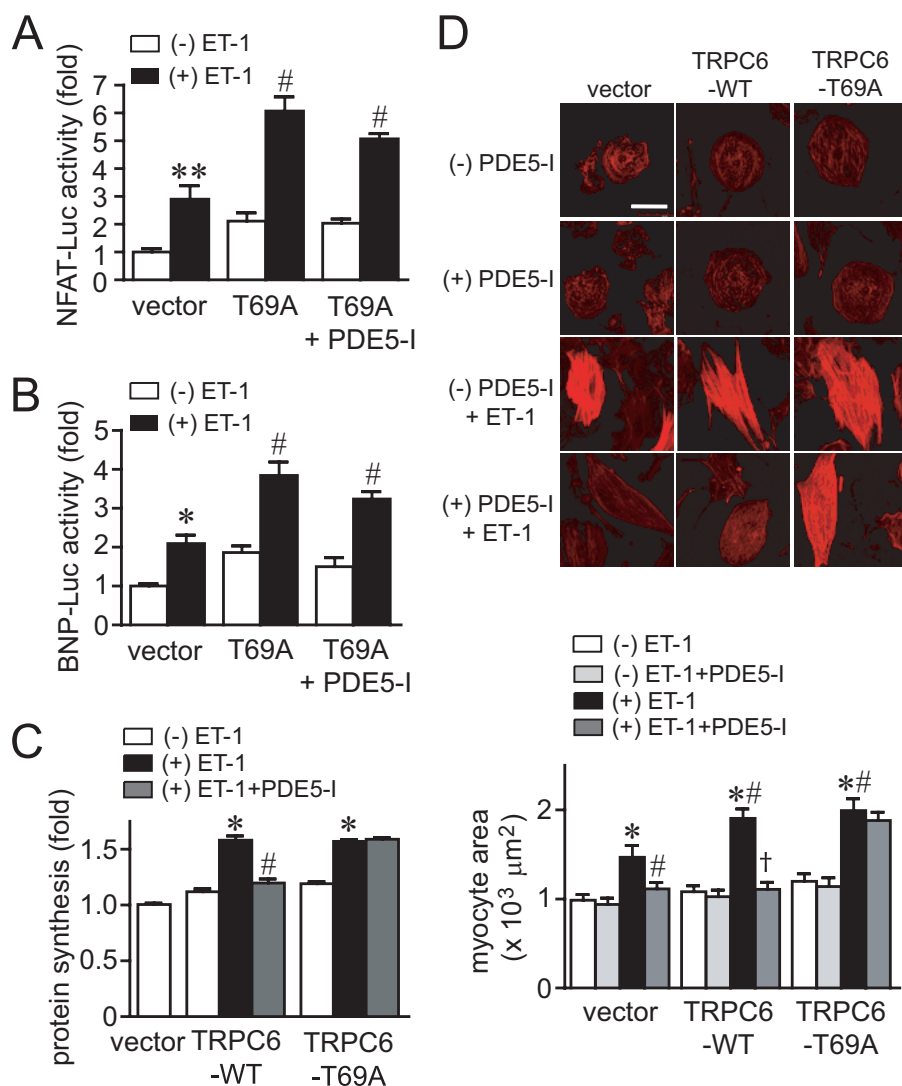 A
(-) ET-1
(+) ET-1
NFAT-Luc activity (fold)
7
6
5
4
3
2
1
0
**
#
#
vector
T69A
T69A
+ PDE5-I
B
(-) ET-1
(+) ET-1
BNP-Luc activity (fold)
5
4
3
2
1
0
*
#
#
vector
T69A
T69A
+ PDE5-I
C
(-) ET-1
(+) ET-1
(+) ET-1+PDE5-I
protein synthesis (fold)
1.5
1.0
0.5
0
*
#
*
vector
TRPC6
-WT
TRPC6
-T69A
D
vector
TRPC6
-WT
TRPC6
-T69A
(-) PDE5-I
(+) PDE5-I
(-) PDE5-I
+ ET-1
(+) PDE5-I
+ ET-1
(-) ET-1
(-) ET-1+PDE5-I
(+) ET-1
(+) ET-1+PDE5-I
myocyte area
(x 10³ μm²)
2
1
0
*
#
*#
†
*#
vector
TRPC6
-WT
TRPC6
-T69A